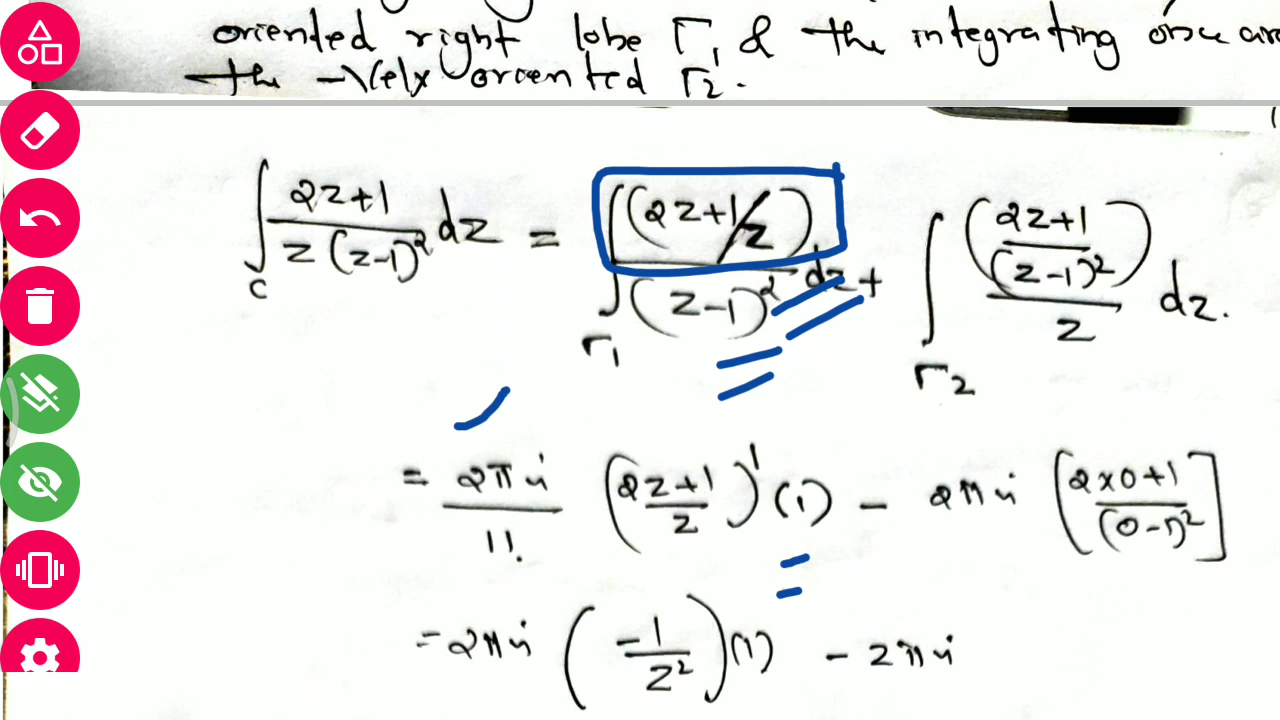 oriented right lobe Γ₁ & the integrating
the -vely oriented Γ₂.
∫_C (2z+1)/(z(z-1)²) dz = ∫_Γ₁ ((2z+1)/z)/(z-1)² dz + ∫_Γ₂ ((2z+1)/(z-1)²)/z dz.
= 2πi/1! ((2z+1)/z)'(1) - 2πi [(2×0+1)/(0-1)²]
= 2πi (-1/z²)(1) - 2πi